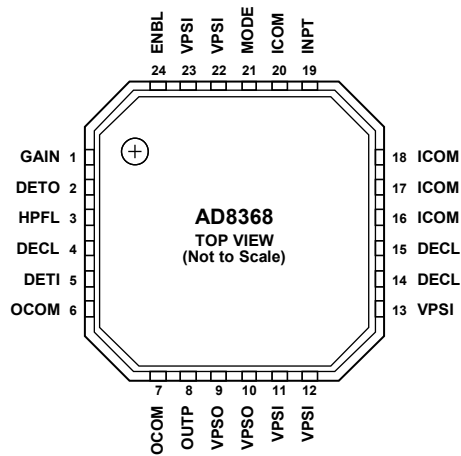 ENBL
VPSI
VPSI
MODE
ICOM
INPT
24
23
22
21
20
19
GAIN 1
DETO 2
HPFL 3
DECL 4
DETI 5
OCOM 6
AD8368
TOP VIEW
(Not to Scale)
18 ICOM
17 ICOM
16 ICOM
15 DECL
14 DECL
13 VPSI
7
8
9
10
11
12
OCOM
OUTP
VPSO
VPSO
VPSI
VPSI